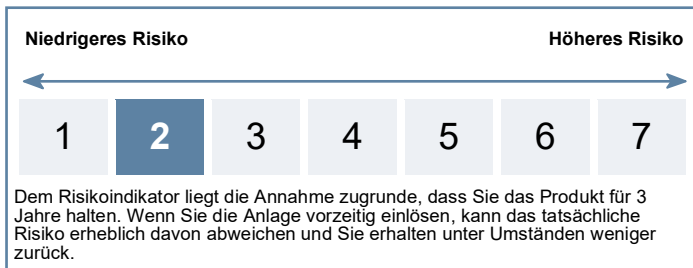 Niedrigeres Risiko Höheres Risiko
1 2 3 4 5 6 7
Dem Risikoindikator liegt die Annahme zugrunde, dass Sie das Produkt für 3
Jahre halten. Wenn Sie die Anlage vorzeitig einlösen, kann das tatsächliche
Risiko erheblich davon abweichen und Sie erhalten unter Umständen weniger
zurück.